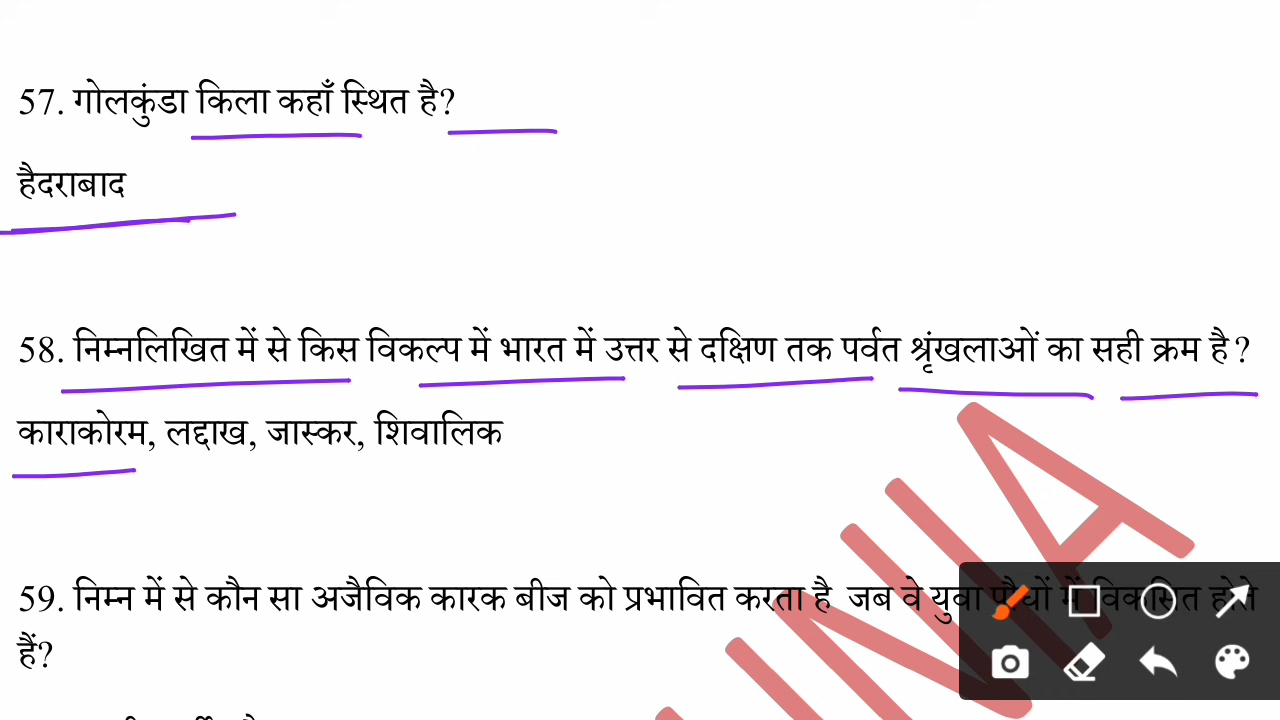 57. गोलकुंडा किला कहाँ स्थित है?
हैदराबाद
58. निम्नलिखित में से किस विकल्प में भारत में उत्तर से दक्षिण तक पर्वत श्रृंखलाओं का सही क्रम है?
काराकोरम, लद्दाख, जास्कर, शिवालिक
59. निम्न में से कौन सा अजैविक कारक बीज को प्रभावित करता है जब वे युवा पौधों में विकसित होते
हैं?